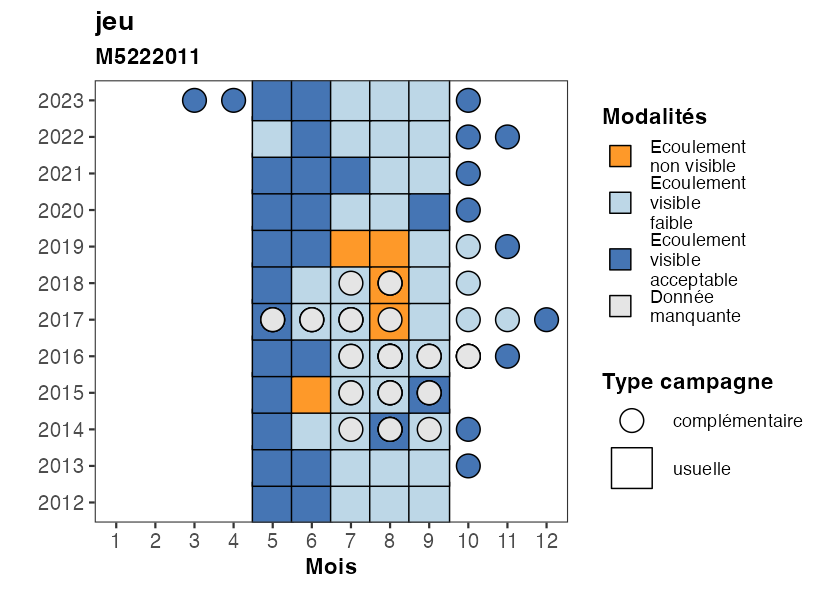 jeu
M5222011
2023
2022
2021
2020
2019
2018
2017
2016
2015
2014
2013
2012
1 2 3 4 5 6 7 8 9 10 11 12
Mois
Modalités
Ecoulement
non visible
Ecoulement
visible
faible
Ecoulement
visible
acceptable
Donnée
manquante
Type campagne
complémentaire
usuelle